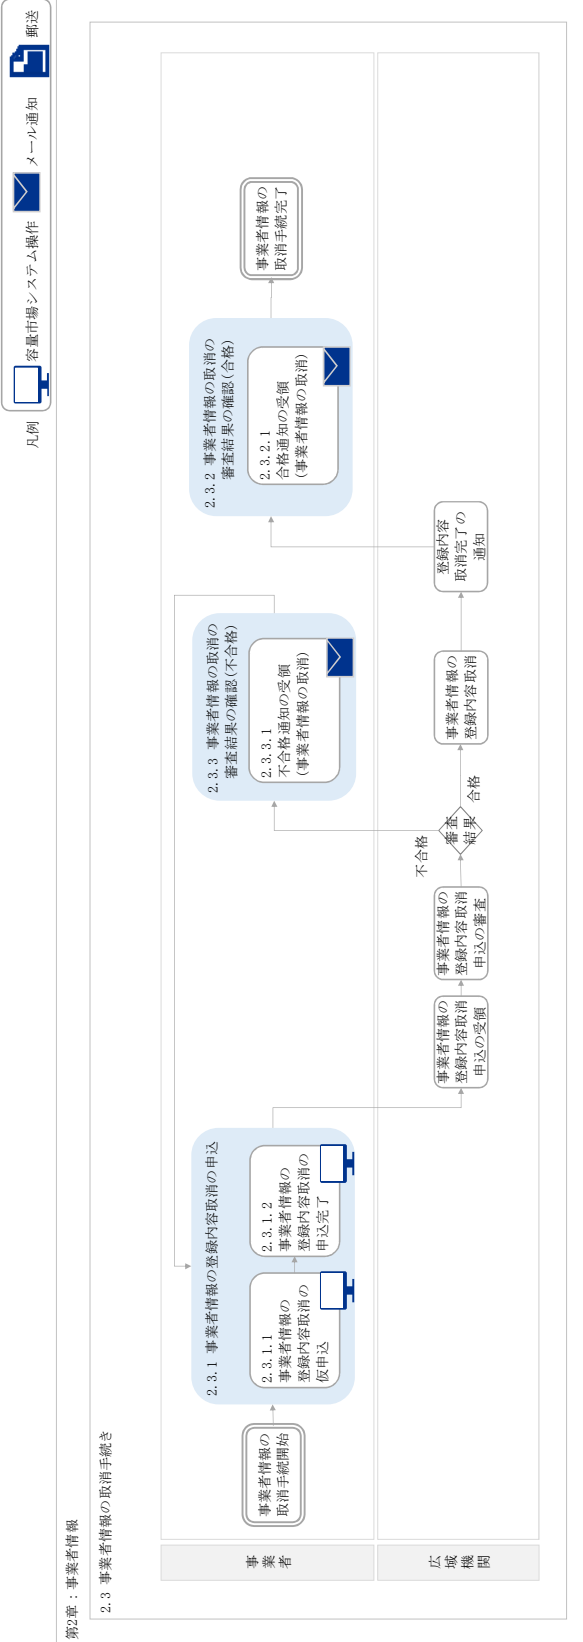 第2章：事業者情報
2.3 事業者情報の取消手続き
凡例
容量市場システム操作
メール通知
郵送
事業者
広域機関
事業者情報の
取消手続開始
2.3.1 事業者情報の登録内容取消の申込
2.3.1.1
事業者情報の
登録内容取消の
仮申込
2.3.1.2
事業者情報の
登録内容取消の
申込完了
事業者情報の
登録内容取消
申込の受領
事業者情報の
登録内容取消
申込の審査
審査
結果
不合格
合格
2.3.3 事業者情報の取消の
審査結果の確認(不合格)
2.3.3.1
不合格通知の受領
(事業者情報の取消)
事業者情報の
登録内容取消
登録内容
取消完了の
通知
2.3.2 事業者情報の取消の
審査結果の確認(合格)
2.3.2.1
合格通知の受領
(事業者情報の取消)
事業者情報の
取消手続完了